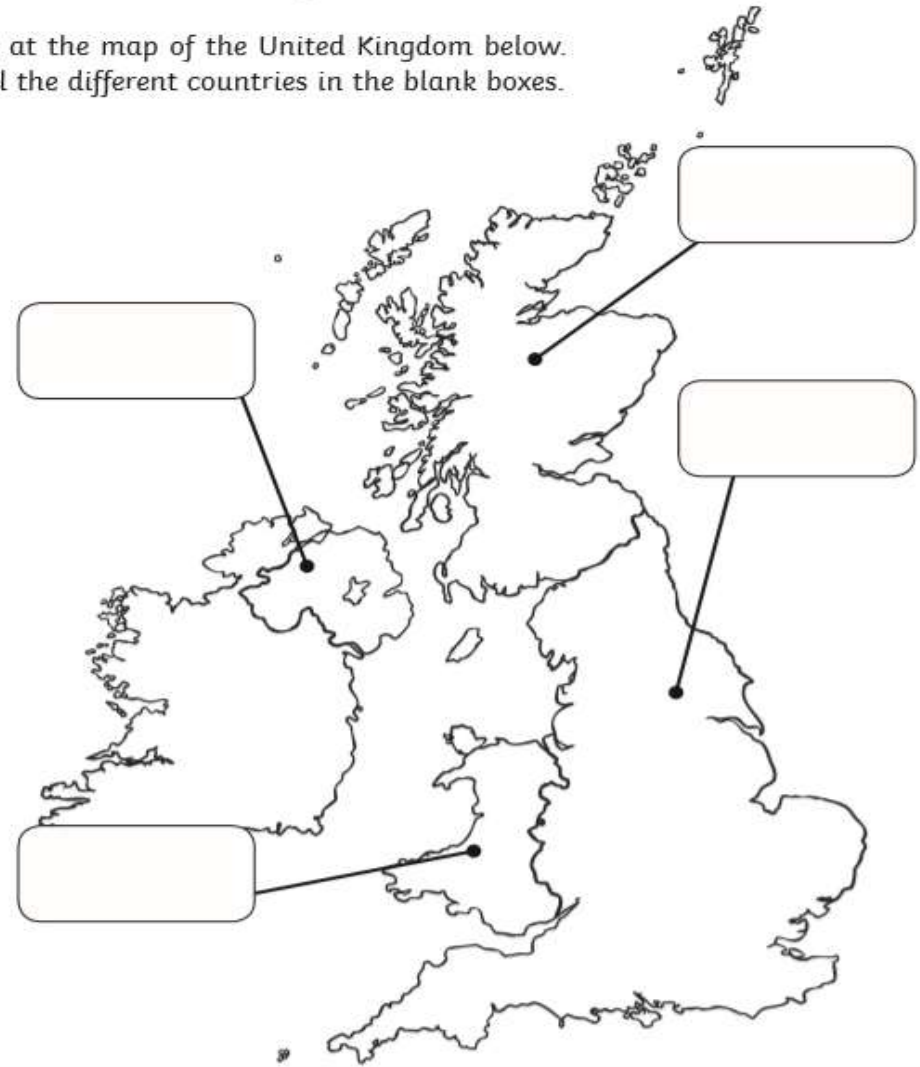 at the map of the United Kingdom below.
the different countries in the blank boxes.